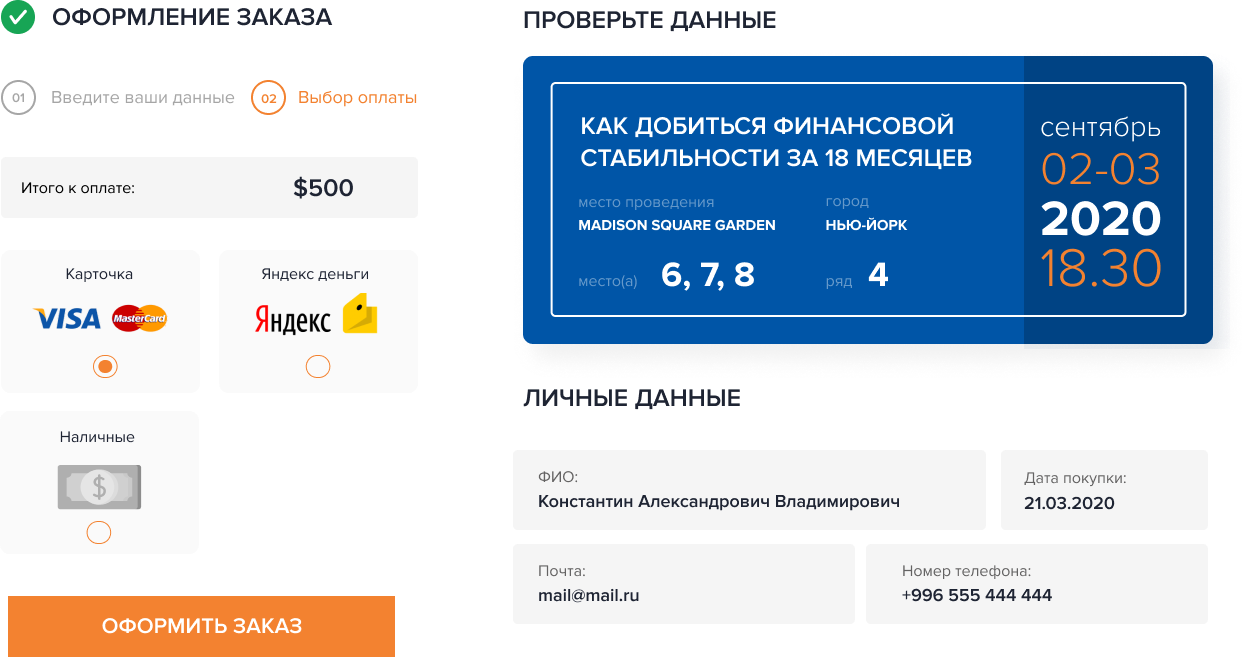 ОФОРМЛЕНИЕ ЗАКАЗА
01 Введите ваши данные 02 Выбор оплаты
Итого к оплате: $500
Карточка
VISA MasterCard
Яндекс деньги
Яндекс
Наличные
$
ОФОРМИТЬ ЗАКАЗ
ПРОВЕРЬТЕ ДАННЫЕ
КАК ДОБИТЬСЯ ФИНАНСОВОЙ
СТАБИЛЬНОСТИ ЗА 18 МЕСЯЦЕВ
место проведения
MADISON SQUARE GARDEN
город
НЬЮ-ЙОРК
место(а) 6, 7, 8
ряд 4
сентябрь
02-03
2020
18.30
ЛИЧНЫЕ ДАННЫЕ
ФИО:
Константин Александрович Владимирович
Дата покупки:
21.03.2020
Почта:
mail@mail.ru
Номер телефона:
+996 555 444 444